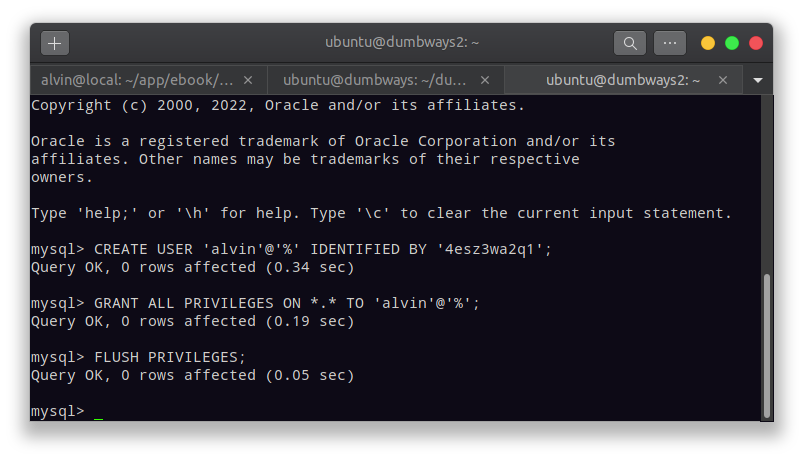 ubuntu@dumbways2: ~
alvin@local: ~/app/ebook/...
ubuntu@dumbways: ~/du...
ubuntu@dumbways2: ~
Copyright (c) 2000, 2022, Oracle and/or its affiliates.
Oracle is a registered trademark of Oracle Corporation and/or its
affiliates. Other names may be trademarks of their respective
owners.
Type 'help;' or '\h' for help. Type '\c' to clear the current input statement.
mysql> CREATE USER 'alvin'@'%' IDENTIFIED BY '4esz3wa2q1';
Query OK, 0 rows affected (0.34 sec)
mysql> GRANT ALL PRIVILEGES ON *.* TO 'alvin'@'%';
Query OK, 0 rows affected (0.19 sec)
mysql> FLUSH PRIVILEGES;
Query OK, 0 rows affected (0.05 sec)
mysql> _